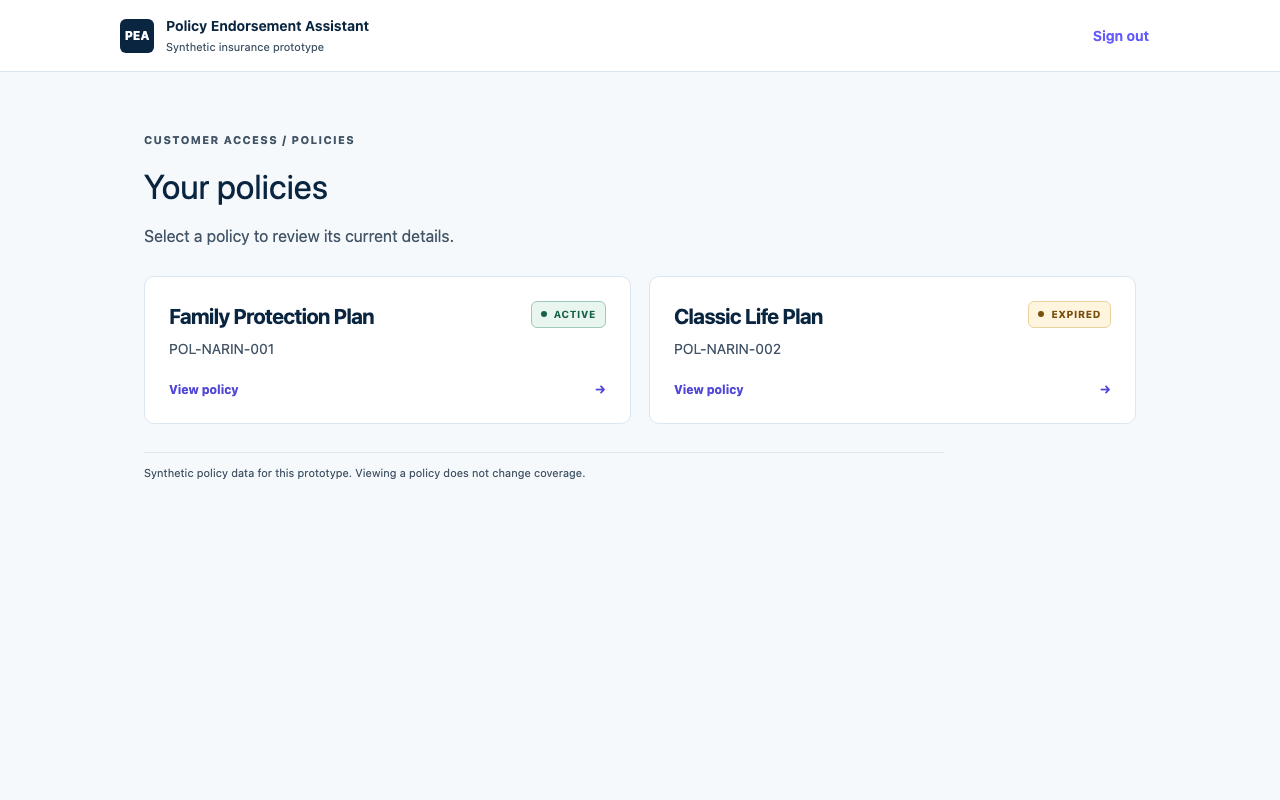 PEA
Policy Endorsement Assistant
Synthetic insurance prototype
Sign out
CUSTOMER ACCESS / POLICIES
Your policies
Select a policy to review its current details.
Family Protection Plan
ACTIVE
POL-NARIN-001
View policy →
Classic Life Plan
EXPIRED
POL-NARIN-002
View policy →
Synthetic policy data for this prototype. Viewing a policy does not change coverage.